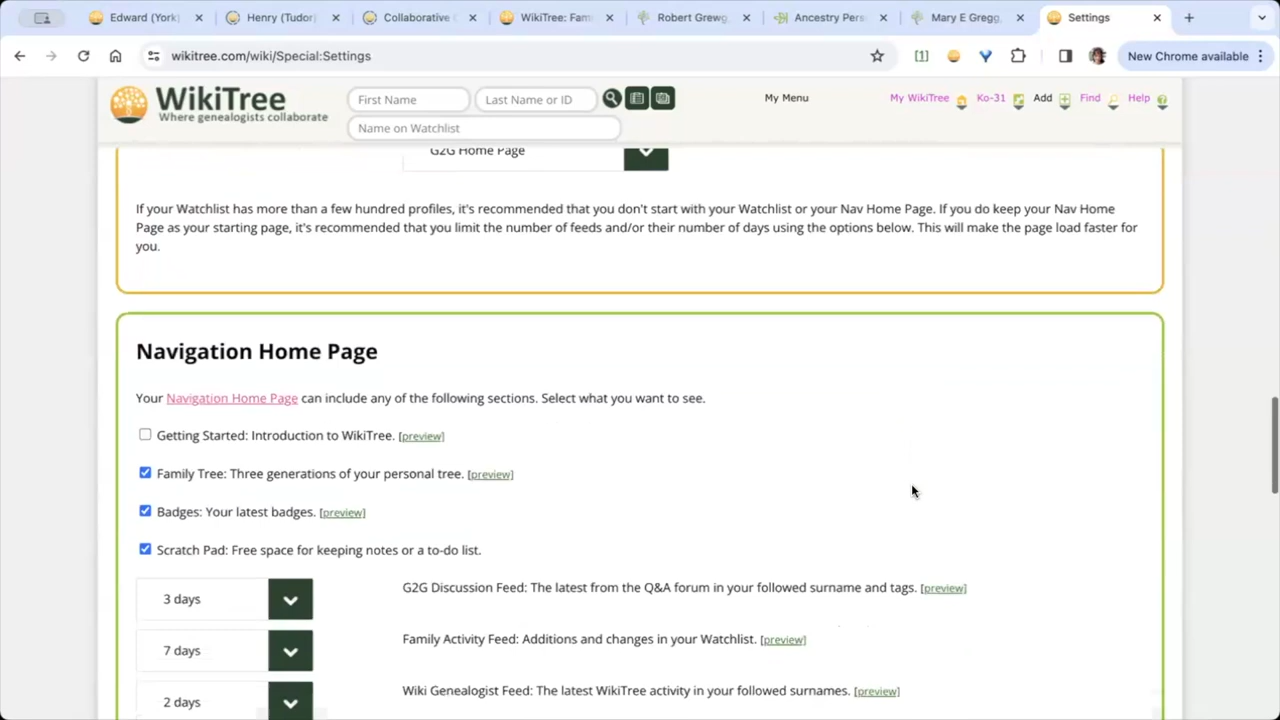 Edward (York)
Henry (Tudor)
Collaborative
WikiTree: Fam
Robert Grewg
Ancestry Pers
Mary E Gregg
Settings
wikitree.com/wiki/Special:Settings
[1]
New Chrome available
WikiTree
Where genealogists collaborate
First Name
Last Name or ID
Name on Watchlist
My Menu
My WikiTree
Ko-31
Add
Find
Help
G2G Home Page
If your Watchlist has more than a few hundred profiles, it's recommended that you don't start with your Watchlist or your Nav Home Page. If you do keep your Nav Home
Page as your starting page, it's recommended that you limit the number of feeds and/or their number of days using the options below. This will make the page load faster for
you.
Navigation Home Page
Your Navigation Home Page can include any of the following sections. Select what you want to see.
Getting Started: Introduction to WikiTree. [preview]
Family Tree: Three generations of your personal tree. [preview]
Badges: Your latest badges. [preview]
Scratch Pad: Free space for keeping notes or a to-do list.
3 days G2G Discussion Feed: The latest from the Q&A forum in your followed surname and tags. [preview]
7 days Family Activity Feed: Additions and changes in your Watchlist. [preview]
2 days Wiki Genealogist Feed: The latest WikiTree activity in your followed surnames. [preview]